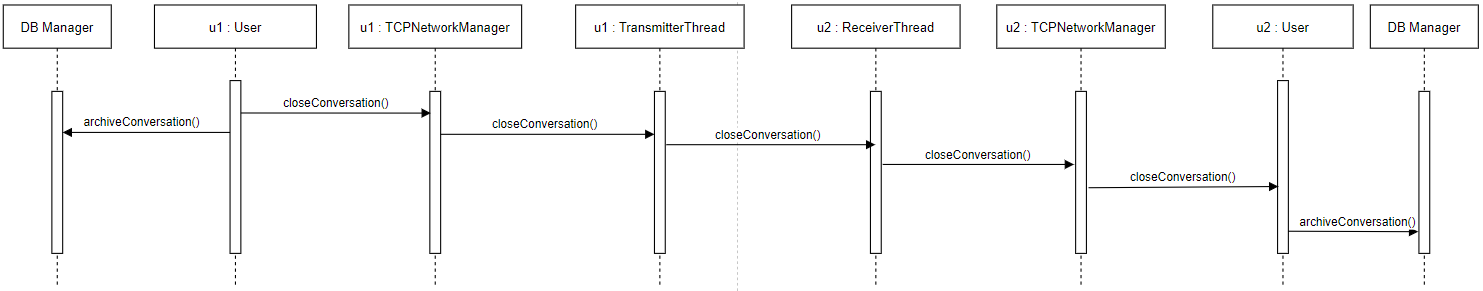 DB Manager
u1 : User
u1 : TCPNetworkManager
u1 : TransmitterThread
u2 : ReceiverThread
u2 : TCPNetworkManager
u2 : User
DB Manager
closeConversation()
archiveConversation()
closeConversation()
closeConversation()
closeConversation()
closeConversation()
archiveConversation()